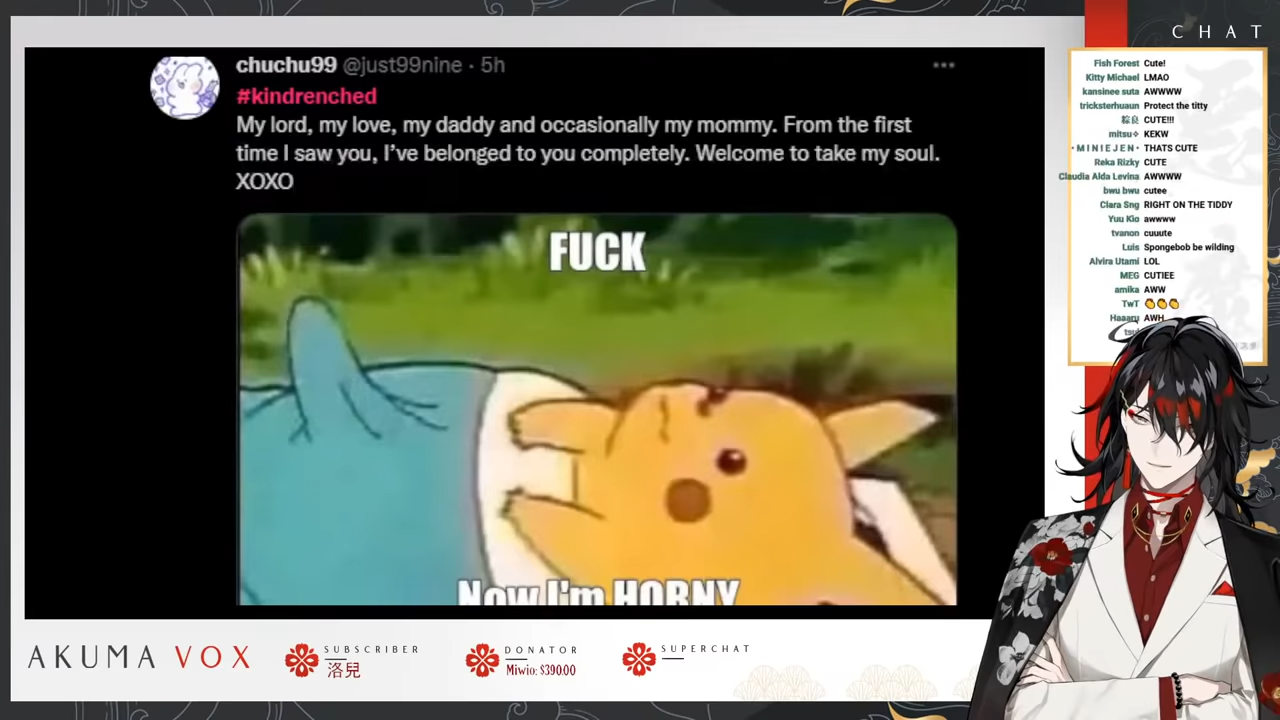 chuchu99 @just99nine · 5h
#kindrenched
My lord, my love, my daddy and occasionally my mommy. From the first
time I saw you, I've belonged to you completely. Welcome to take my soul.
XOXO
FUCK
Now I'm HORNY
CHAT
Fish Forest Cute!
Kitty Michael LMAO
kansinee suta AWWWW
tricksterhuaun Protect the titty
粽良 CUTE!!!
mitsu✧ KEKW
• M I N I E J E N • THATS CUTE
Reka Rizky CUTE
Claudia Alda Levina AWWWW
bwu bwu cutee
Clara Sng RIGHT ON THE TIDDY
Yuu Kio awwww
tvanon cuuute
Luis Spongebob be wilding
Alvira Utami LOL
MEG CUTIEE
amika AWW
TwT 👏👏👏
Haaaru AWH
AKUMA VOX
SUBSCRIBER
洛兒
DONATOR
Miwio: $390.00
SUPERCHAT